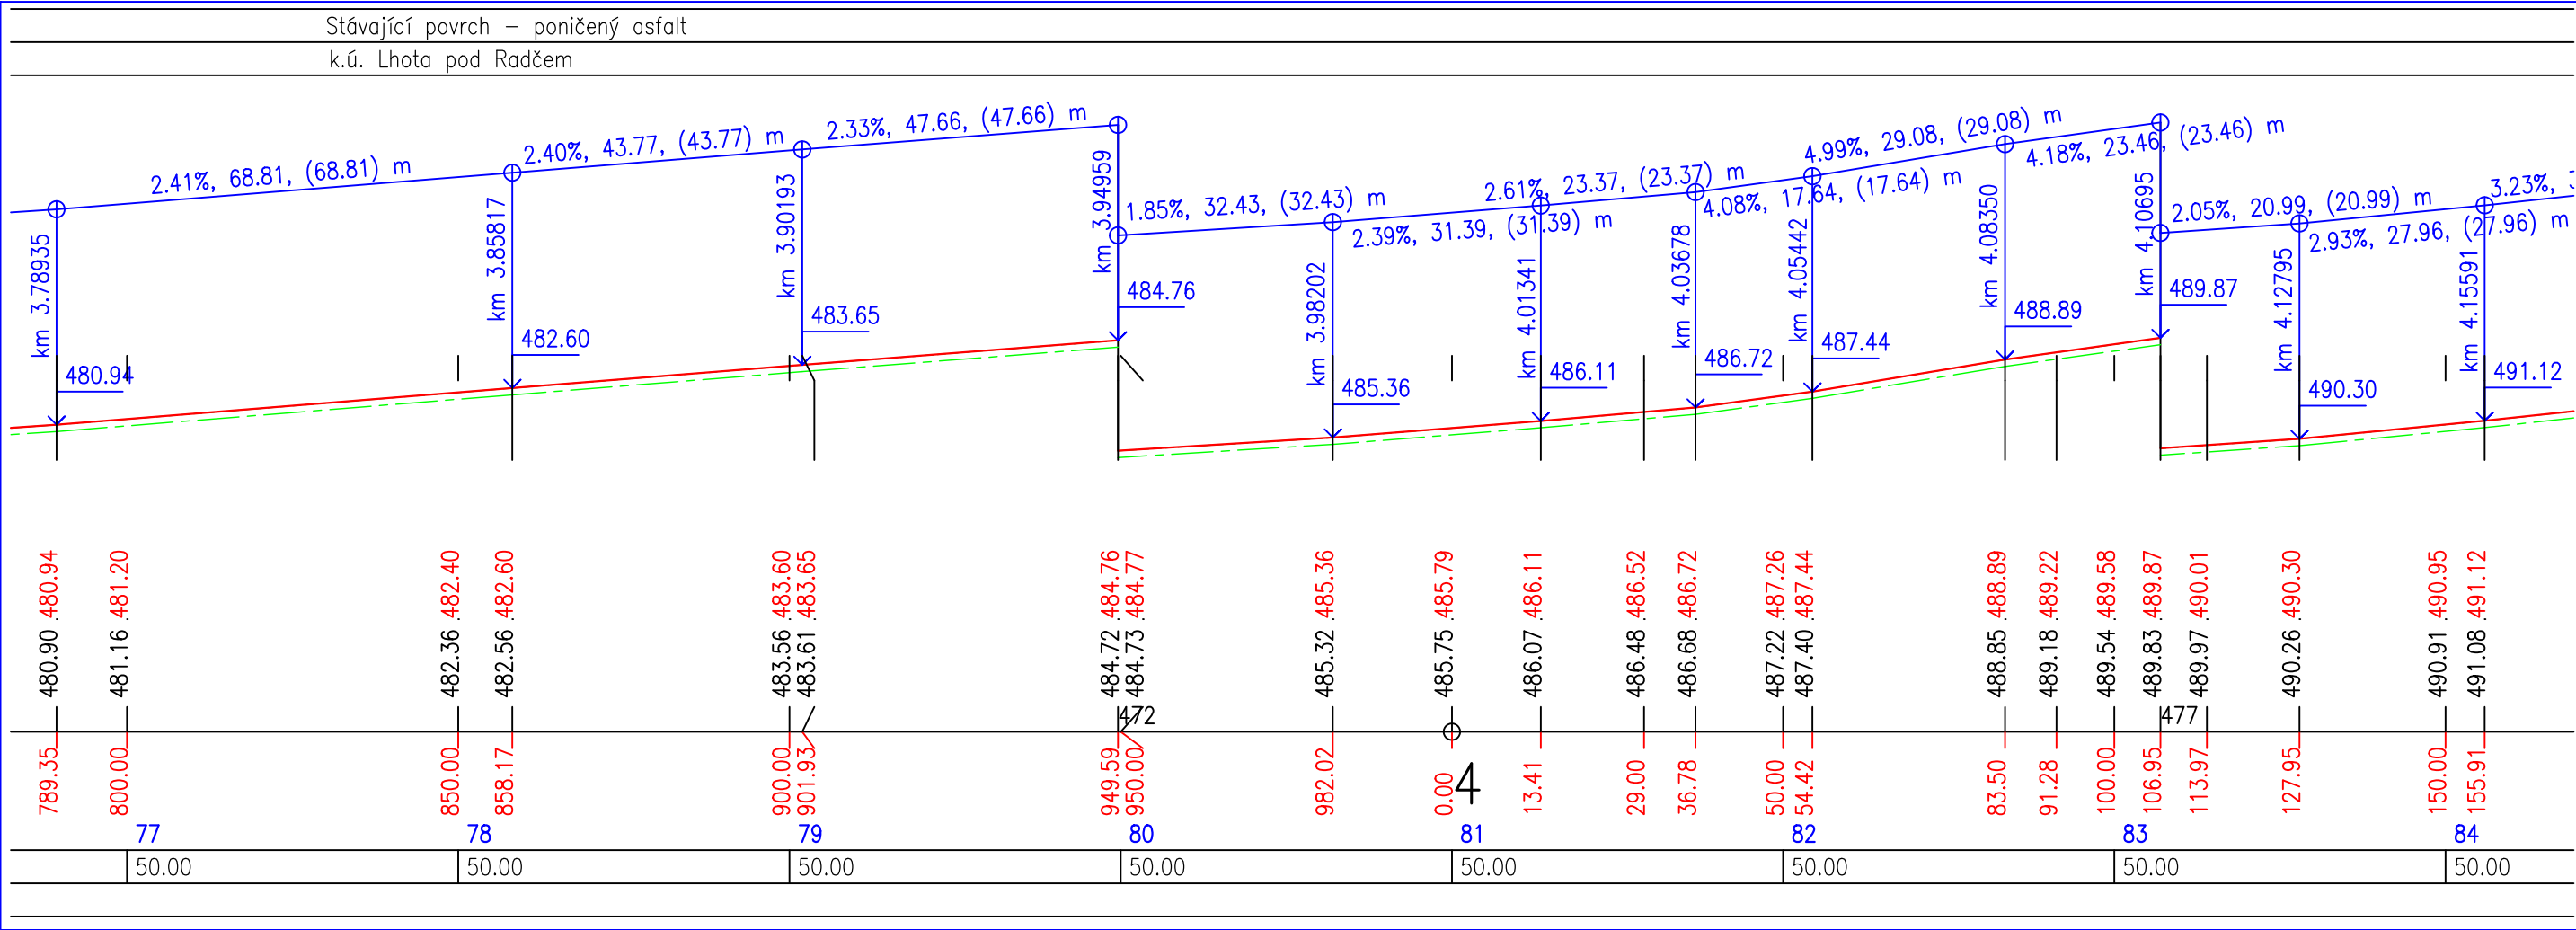 Stávající povrch – poničený asfalt
k.ú. Lhota pod Radčem
2.41%, 68.81, (68.81) m
2.40%, 43.77, (43.77) m
2.33%, 47.66, (47.66) m
1.85%, 32.43, (32.43) m
2.39%, 31.39, (31.39) m
2.61%, 23.37, (23.37) m
4.08%, 17.64, (17.64) m
4.99%, 29.08, (29.08) m
4.18%, 23.46, (23.46) m
2.05%, 20.99, (20.99) m
2.93%, 27.96, (27.96) m
3.23%,
km 3.78935
km 3.85817
km 3.90193
km 3.94959
km 3.98202
km 4.01341
km 4.03678
km 4.05442
km 4.08350
km 4.10695
km 4.12795
km 4.15591
480.94
482.60
483.65
484.76
485.36
486.11
486.72
487.44
488.89
489.87
490.30
491.12
480.90 480.94
481.16 481.20
482.36 482.40
482.56 482.60
483.56 483.60
483.61 483.65
484.72 484.76
484.73 484.77
485.32 485.36
485.75 485.79
486.07 486.11
486.48 486.52
486.68 486.72
487.22 487.26
487.40 487.44
488.85 488.89
489.18 489.22
489.54 489.58
489.83 489.87
489.97 490.01
490.26 490.30
490.91 490.95
491.08 491.12
472
477
789.35
800.00
850.00
858.17
900.00
901.93
949.59
950.00
982.02
0.00
4
13.41
29.00
36.78
50.00
54.42
83.50
91.28
100.00
106.95
113.97
127.95
150.00
155.91
77 78 79 80 81 82 83 84
50.00 50.00 50.00 50.00 50.00 50.00 50.00 50.00